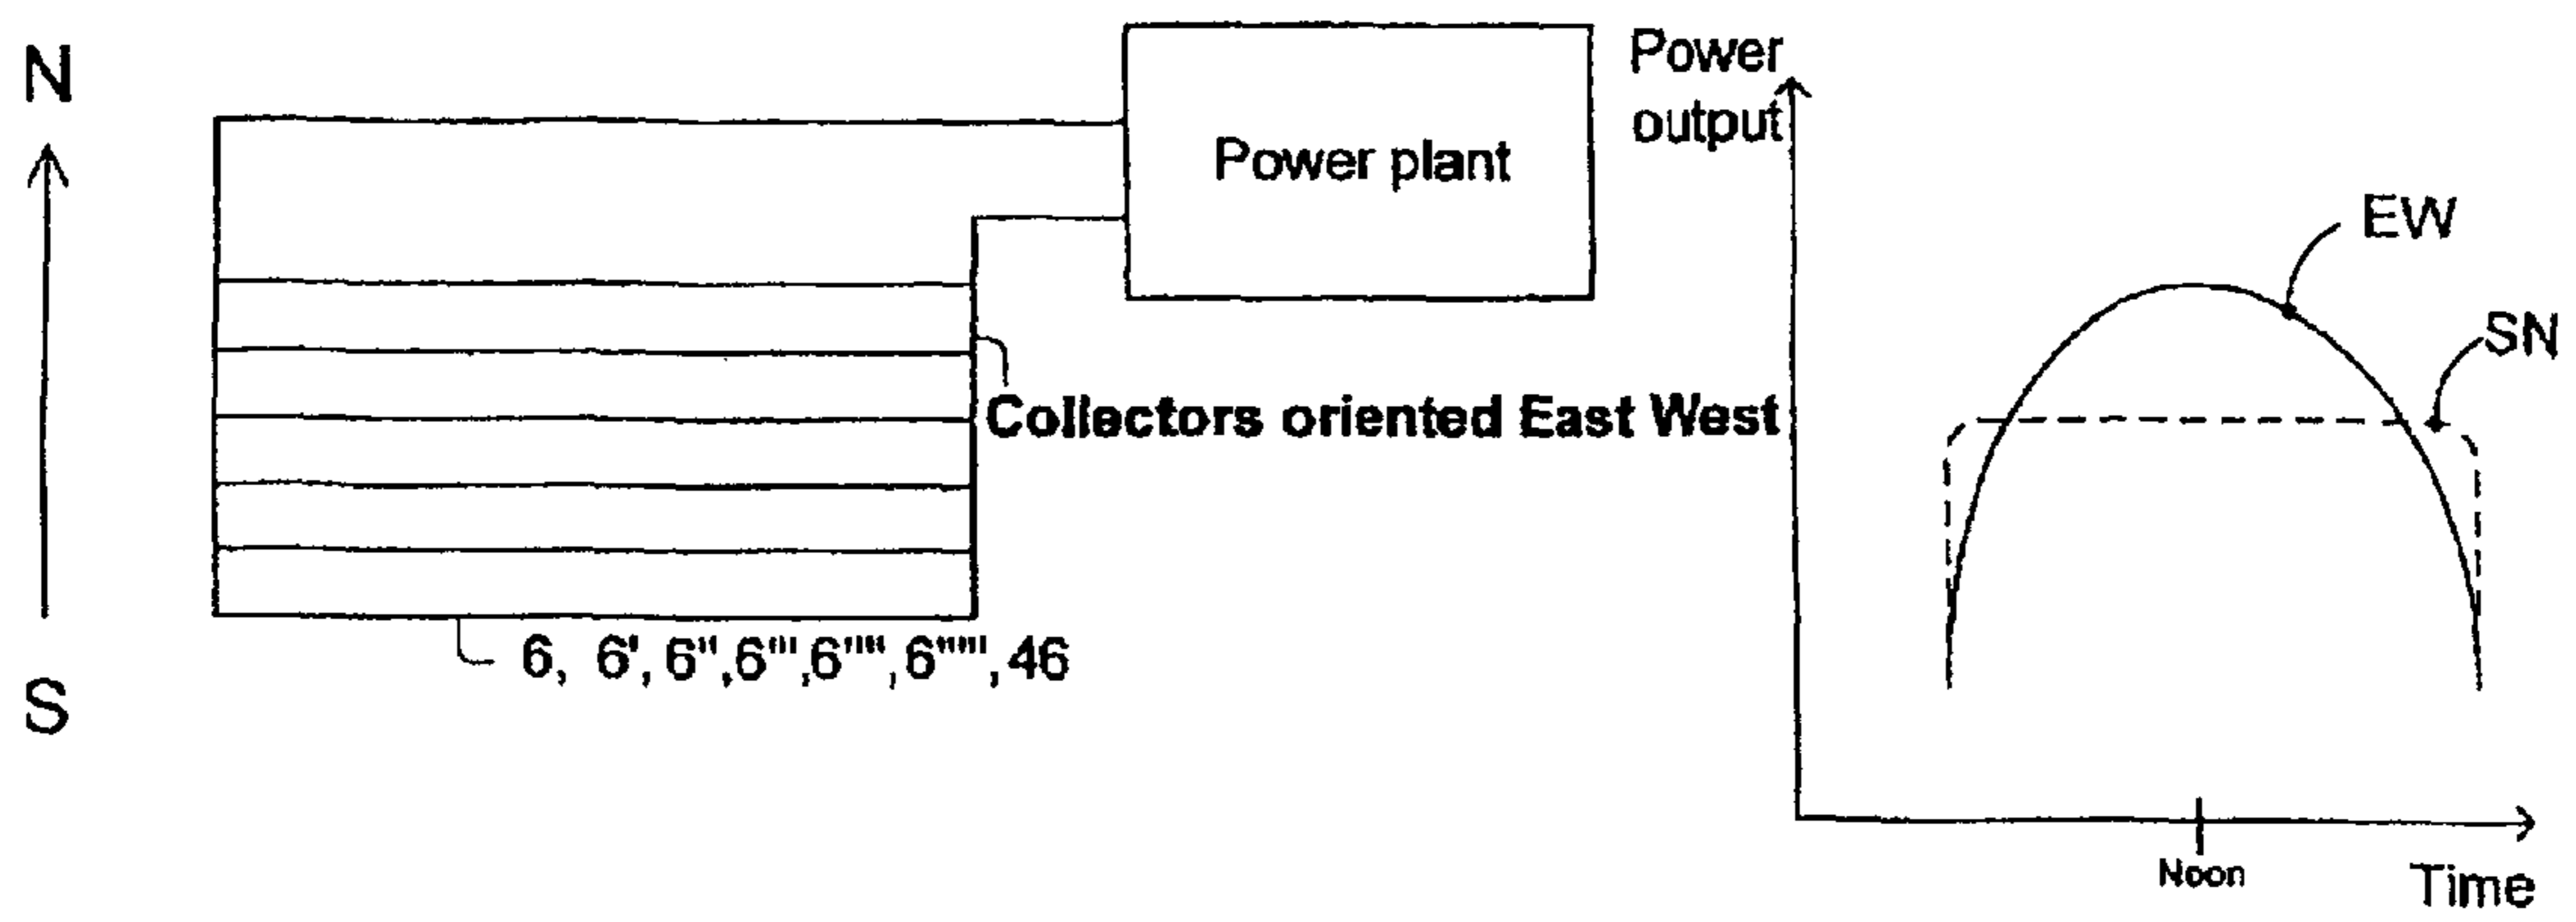 N
S
Power plant
Collectors oriented East West
6, 6', 6", 6"', 6"", 6""', 46
Power
output
EW
SN
Noon
Time